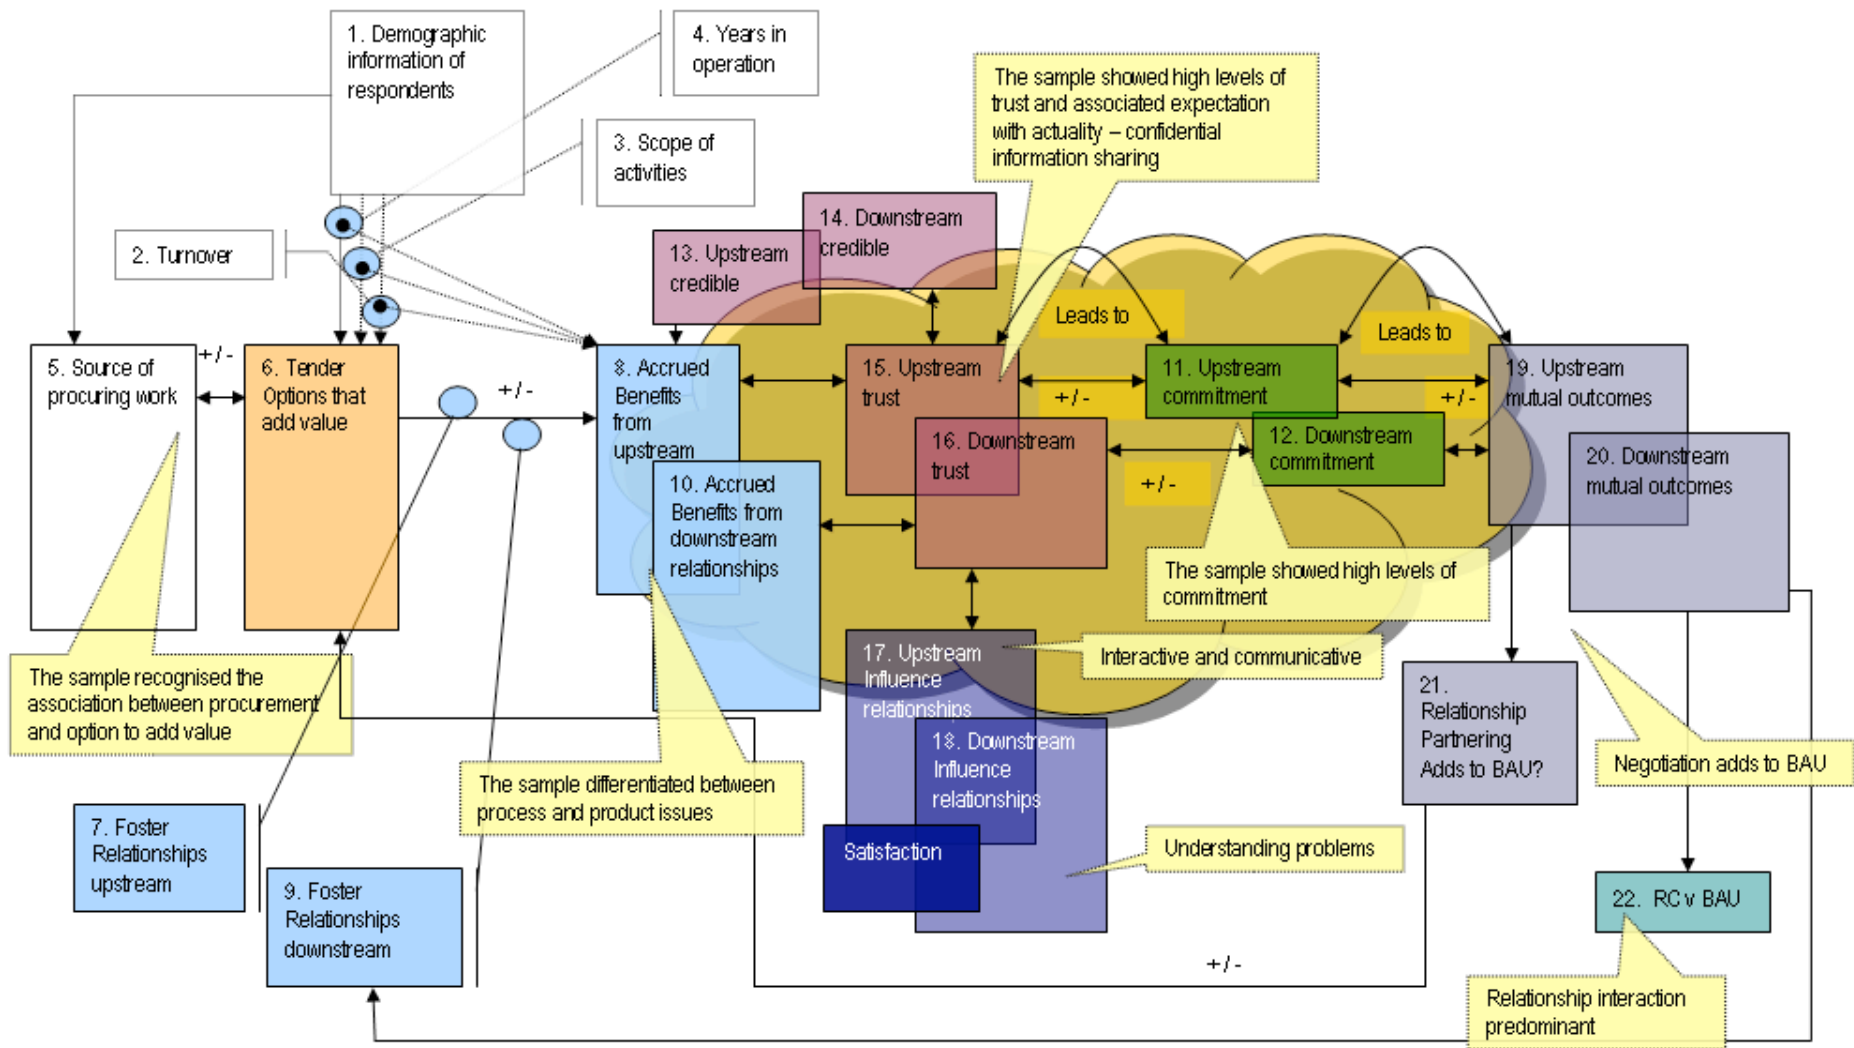 1. Demographic
information of
respondents
4. Years in
operation
3. Scope of
activities
2. Turnover
The sample showed high levels of
trust and associated expectation
with actuality – confidential
information sharing
14. Downstream
credible
13. Upstream
credible
Leads to
Leads to
5. Source of
procuring work
+/-
6. Tender
Options that
add value
+/-
8. Accrued
Benefits
from
upstream
15. Upstream
trust
+/-
11. Upstream
commitment
+/-
19. Upstream
mutual outcomes
16. Downstream
trust
+/-
12. Downstream
commitment
20. Downstream
mutual outcomes
10. Accrued
Benefits from
downstream
relationships
The sample showed high levels of
commitment
The sample recognised the
association between procurement
and option to add value
17. Upstream
Influence
relationships
Interactive and communicative
21.
Relationship
Partnering
Adds to BAU?
Negotiation adds to BAU
18. Downstream
Influence
relationships
The sample differentiated between
process and product issues
7. Foster
Relationships
upstream
Satisfaction
Understanding problems
9. Foster
Relationships
downstream
22. RC v BAU
+/-
Relationship interaction
predominant